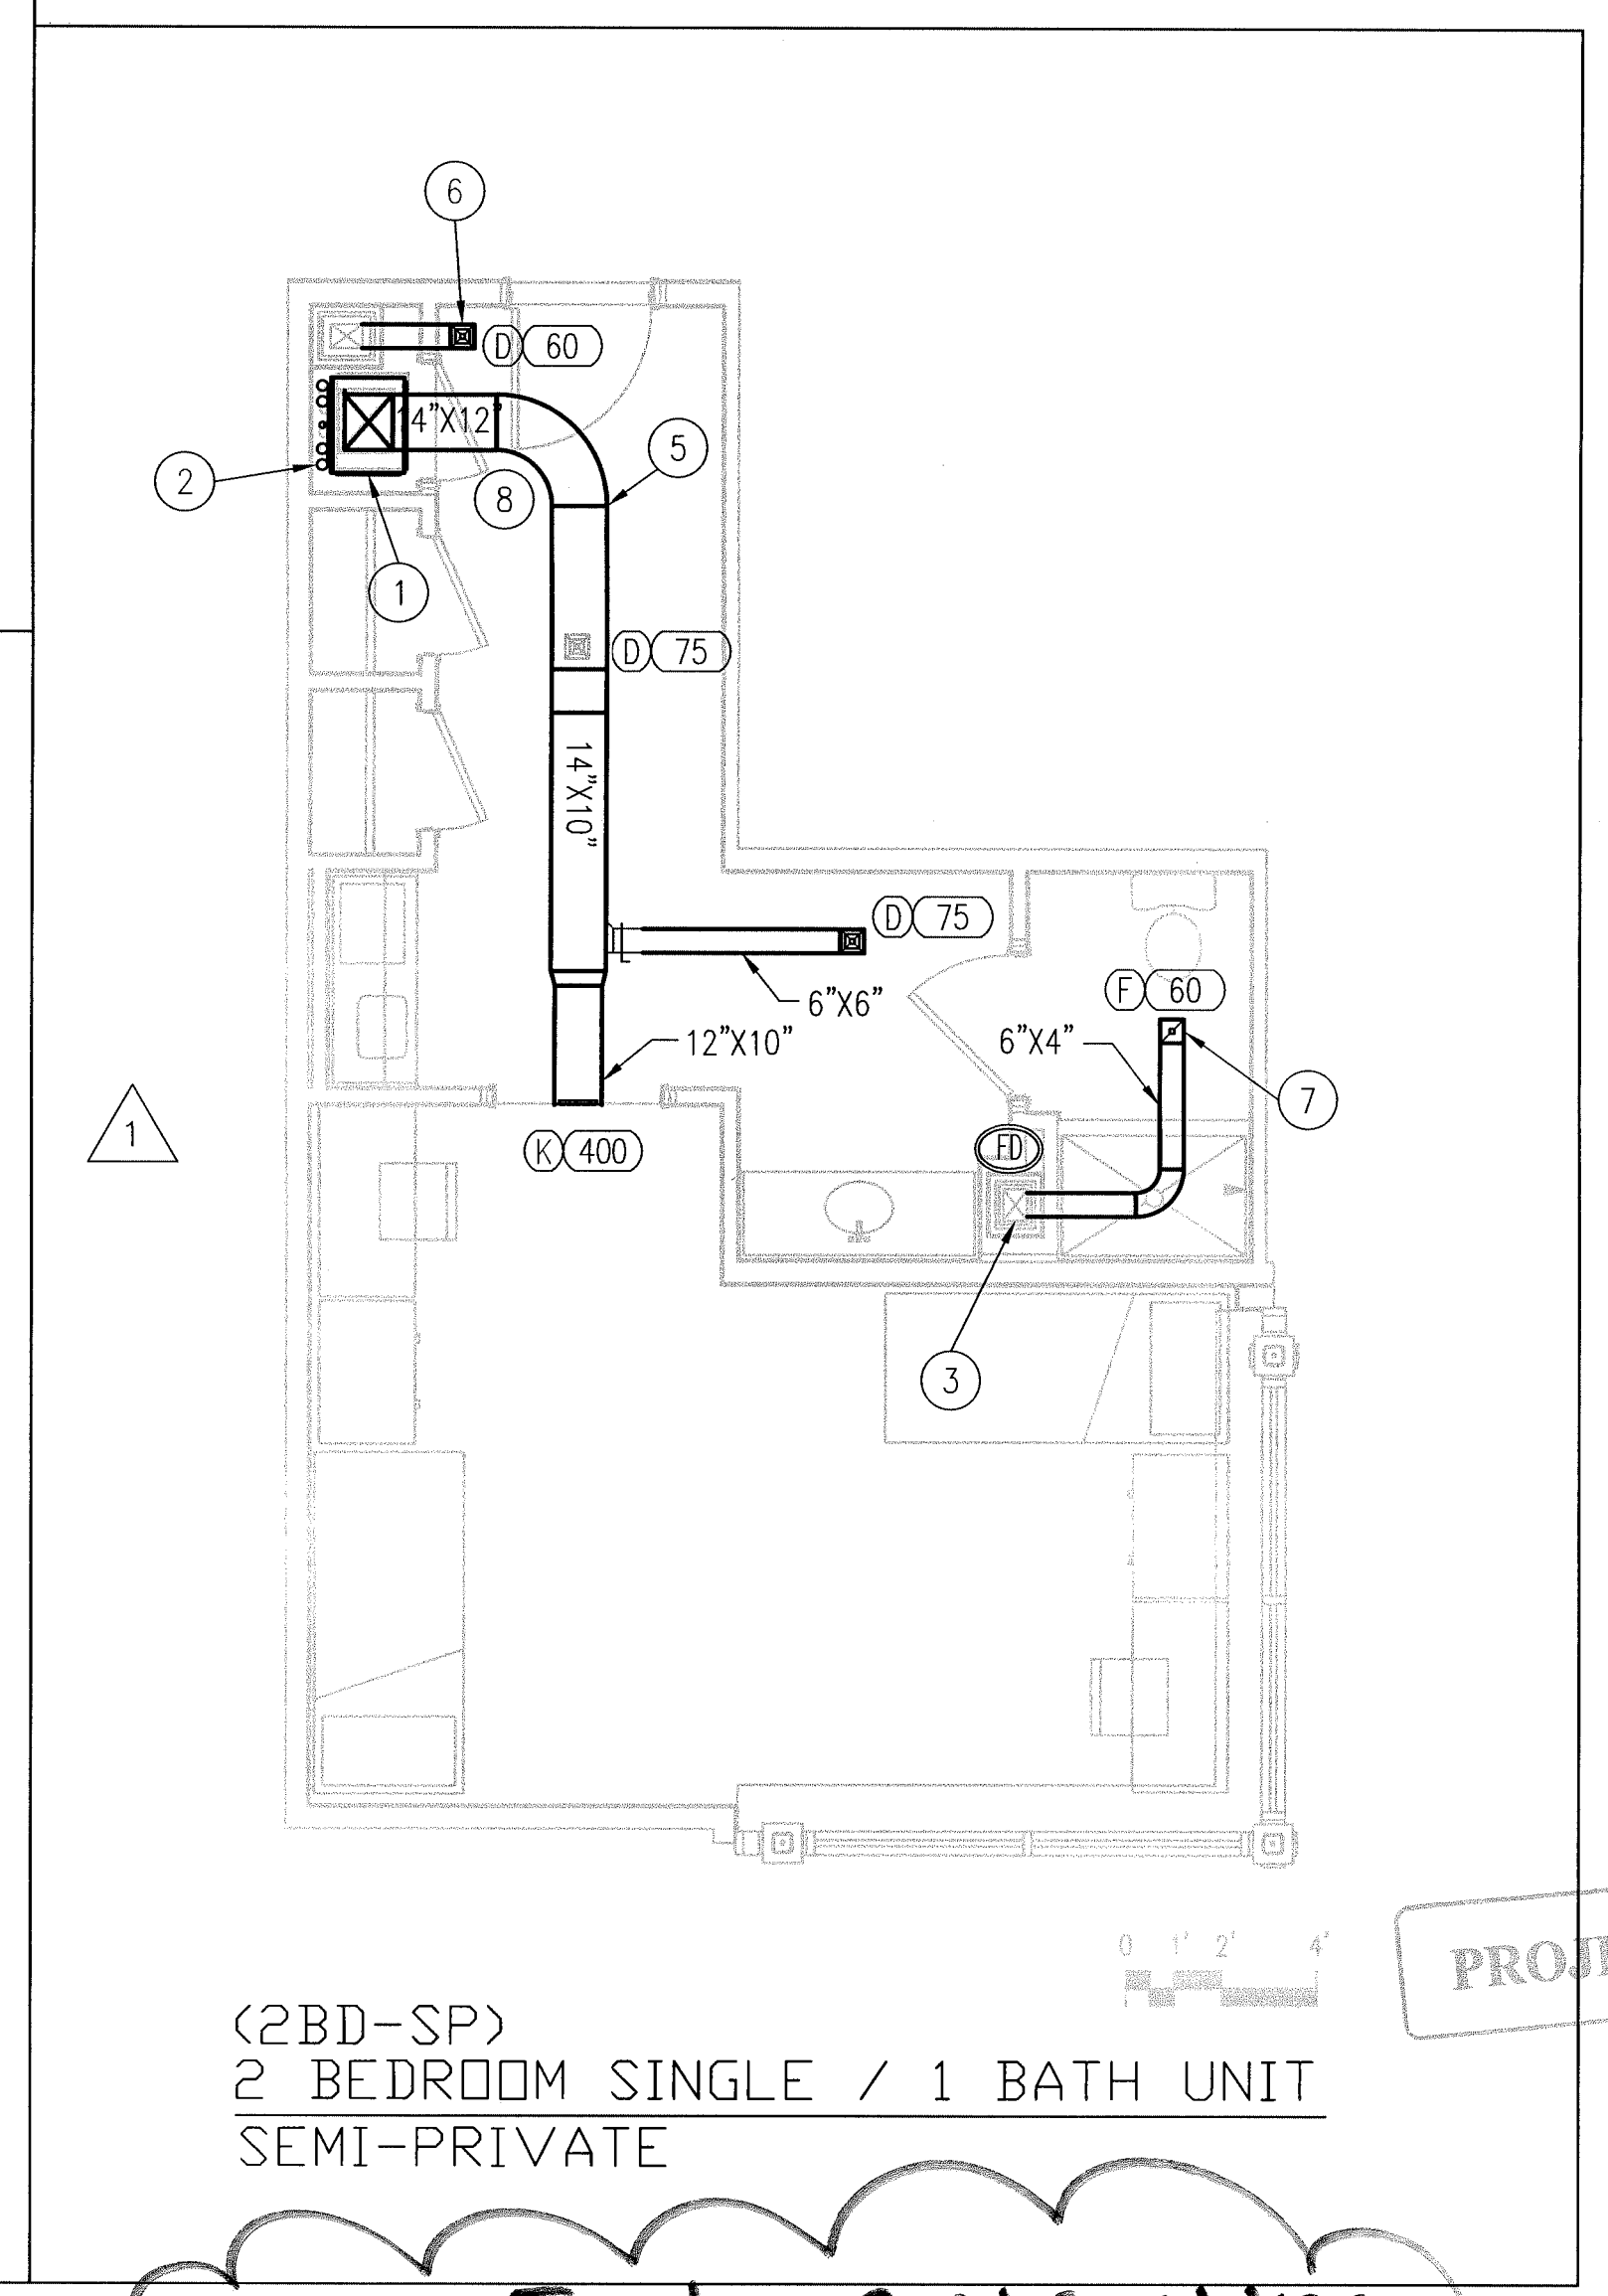 6
D 60
14"X12"
5
2
8
1
D 75
14"X10"
D 75
6"X6"
F 60
6"X4"
12"X10"
7
1
K 400
FD
3
0 1' 2' 4'
(2BD-SP)
2 BEDROOM SINGLE / 1 BATH UNIT
SEMI-PRIVATE